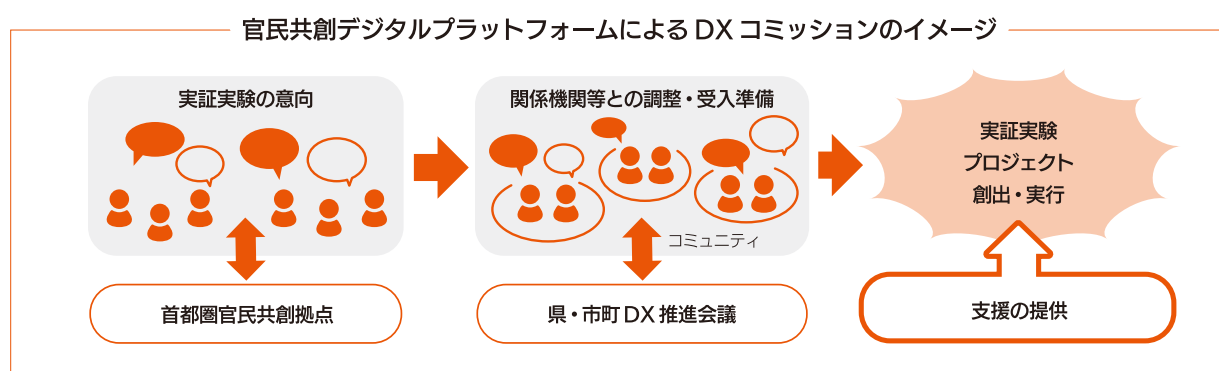 官民共創デジタルプラットフォームによるDXコミッションのイメージ
実証実験の意向
関係機関等との調整・受入準備
実証実験
プロジェクト
創出・実行
コミュニティ
首都圏官民共創拠点
県・市町DX推進会議
支援の提供